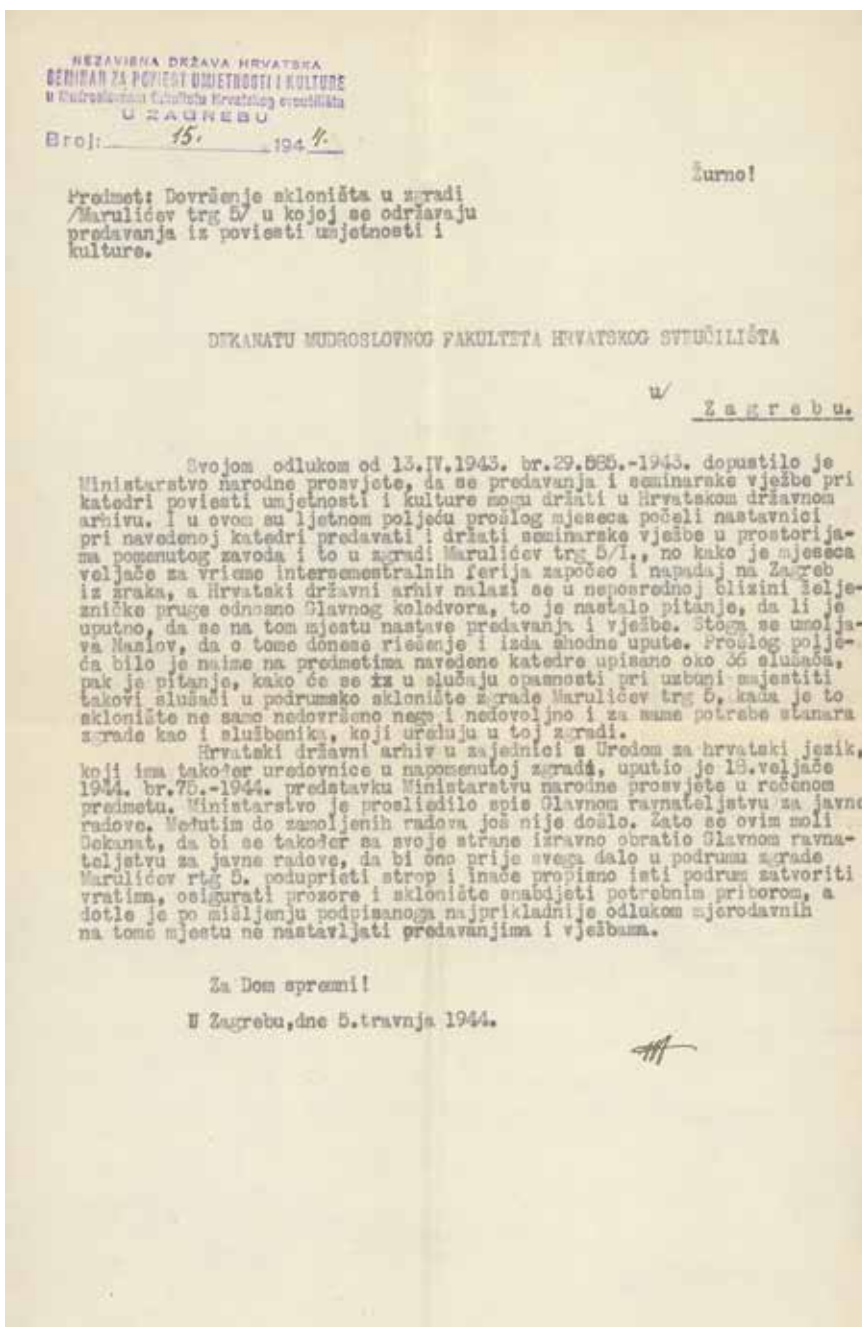 NEZAVISNA DRŽAVA HRVATSKA
SEMINAR ZA POVIEST UMJETNOSTI I KULTURE
u Mudroslovnom fakultetu Hrvatskog sveučilišta
U ZAGREBU
Broj: 15. 1944.
Žurno!
Predmet: Dovršenje skloništa u zgradi
/Marulićev trg 5/ u kojoj se održavaju
predavanja iz poviesti umjetnosti i
kulture.
DEKANATU MUDROSLOVNOG FAKULTETA HRVATSKOG SVEUČILIŠTA
u/
Zagrebu.
Svojom odlukom od 13.IV.1943. br.29.585.-1943. dopustilo je
Ministarstvo narodne prosvjete, da se predavanja i seminarske vježbe pri
katedri poviesti umjetnosti i kulture mogu držati u Hrvatskom državnom
arhivu. I u ovom su ljetnom poljeću prošlog mjeseca počeli nastavnici
pri navedenoj katedri predavati i držati seminarske vježbe u prostorija-
ma pomenutog zavoda i to u zgradi Marulićev trg 5/I., no kako je mjeseca
veljače za vrieme intersemestralnih ferija započeo i napadaj na Zagreb
iz zraka, a Hrvatski državni arhiv nalazi se u neposrednoj blizini želje-
zničke pruge odnosno Glavnog kolodvora, to je nastalo pitanje, da li je
uputno, da se na tom mjestu nastave predavanja i vježbe. Stoga se umolja-
va Naslov, da o tome donese riešenje i izda shodne upute. Prošlog polje-
ća bilo je naime na predmetima navedene katedre upisano oko 36 slušača,
pak je pitanje, kako će se iz u slučaju opasnosti pri uzbuni smjestiti
takovi slušači u podrumsko sklonište zgrade Marulićev trg 5, kada je to
sklonište ne samo nedovršeno nego i nedovoljno i za same potrebe stanara
zgrade kao i službenika, koji ureduju u toj zgradi.
Hrvatski državni arhiv u zajednici s Uredom za hrvatski jezik,
koji ima također uredovnice u napomenutoj zgradi, uputio je 18.veljače
1944. br.75.-1944. predstavku Ministarstvu narodne prosvjete u rečenom
predmetu. Ministarstvo je prosliedilo spis Glavnom ravnateljstvu za javne
radove. Međutim do zamoljenih radova još nije došlo. Zato se ovim moli
Dekanat, da bi se također sa svoje strane izravno obratio Glavnom ravna-
teljstvu za javne radove, da bi ono prije svega dalo u podrumu zgrade
Marulićev rtg 5. poduprieti strop i inače propisno isti podrum zatvoriti
vratima, osigurati prozore i sklonište snabdjeti potrebnim priborom, a
dotle je po mišljenju podpisanoga najprikladnije odlukom mjerodavnih
na tome mjestu ne nastavljati predavanjima i vježbama.
Za Dom spremni!
U Zagrebu,dne 5.travnja 1944.